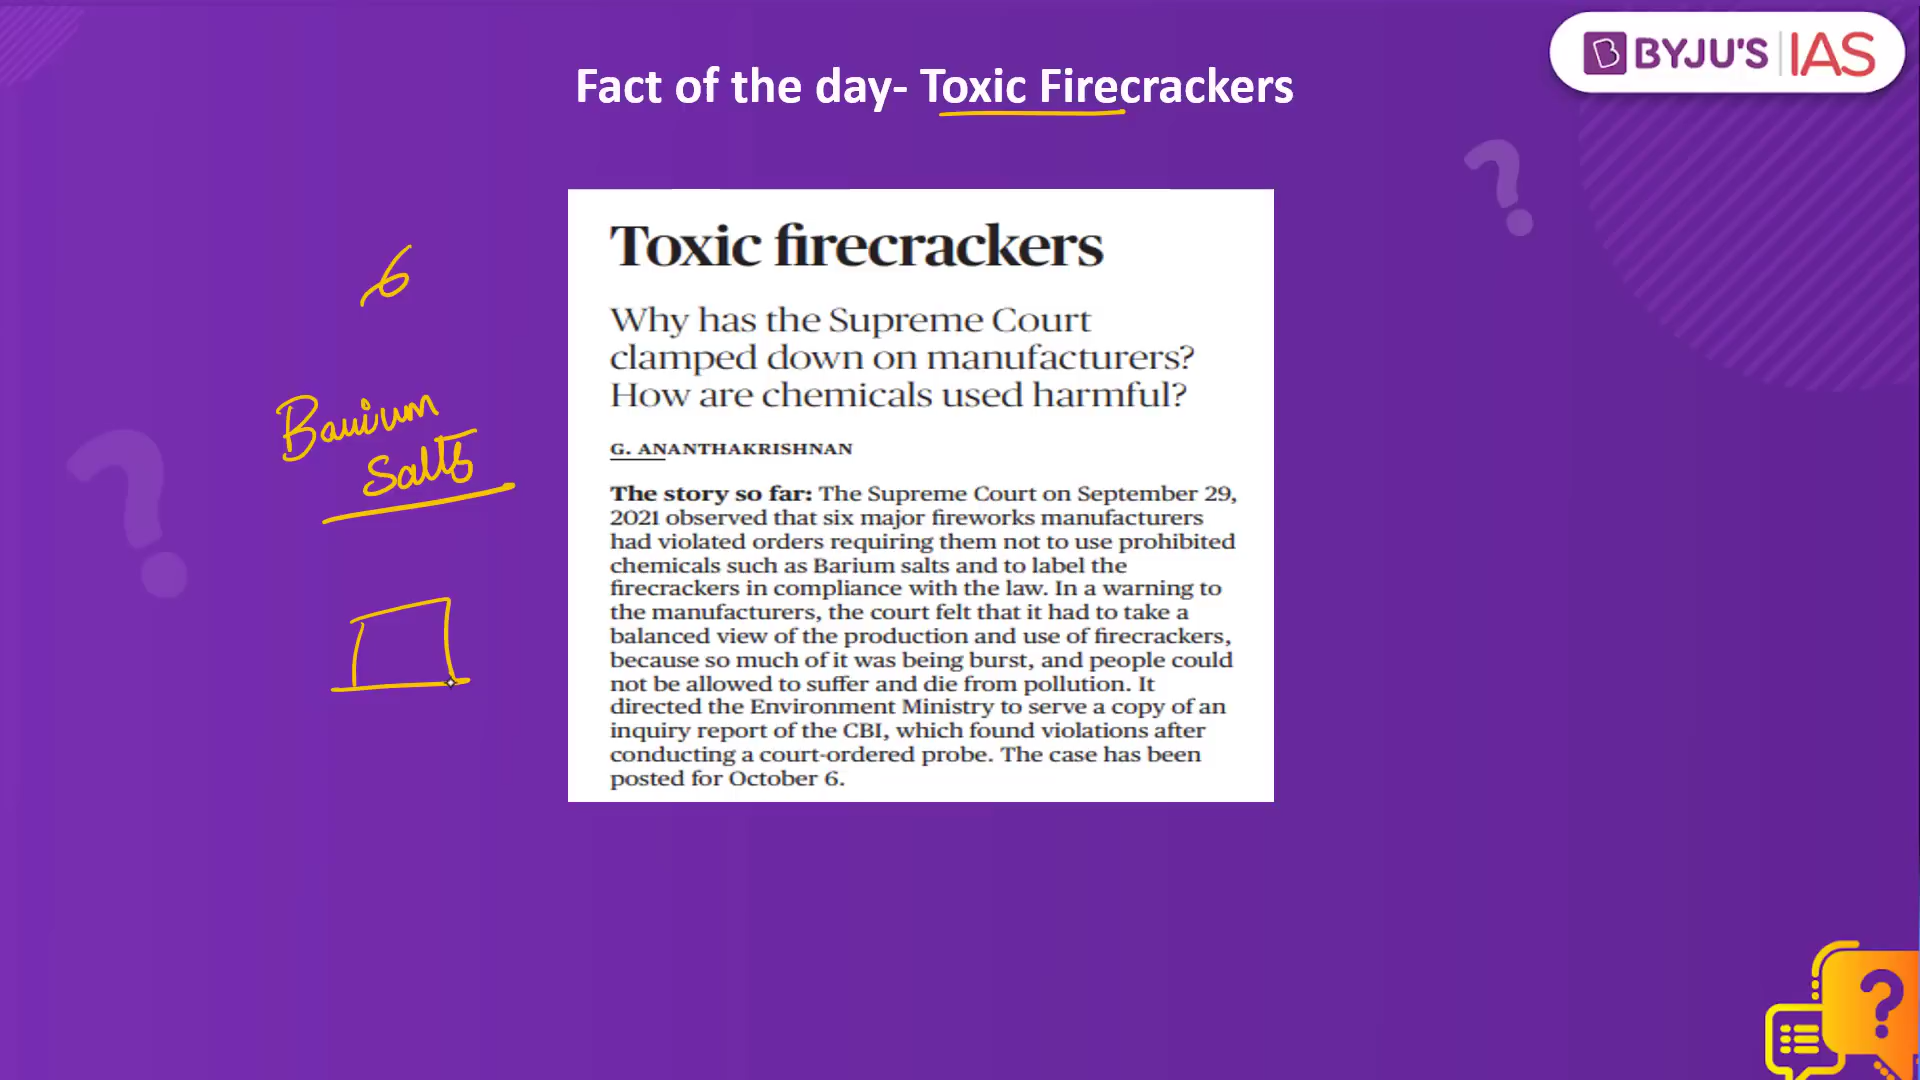 BYJU'S IAS
Fact of the day- Toxic Firecrackers
6
Barium
Salts
Toxic firecrackers
Why has the Supreme Court
clamped down on manufacturers?
How are chemicals used harmful?
G. ANANTHAKRISHNAN
The story so far: The Supreme Court on September 29,
2021 observed that six major fireworks manufacturers
had violated orders requiring them not to use prohibited
chemicals such as Barium salts and to label the
firecrackers in compliance with the law. In a warning to
the manufacturers, the court felt that it had to take a
balanced view of the production and use of firecrackers,
because so much of it was being burst, and people could
not be allowed to suffer and die from pollution. It
directed the Environment Ministry to serve a copy of an
inquiry report of the CBI, which found violations after
conducting a court-ordered probe. The case has been
posted for October 6.